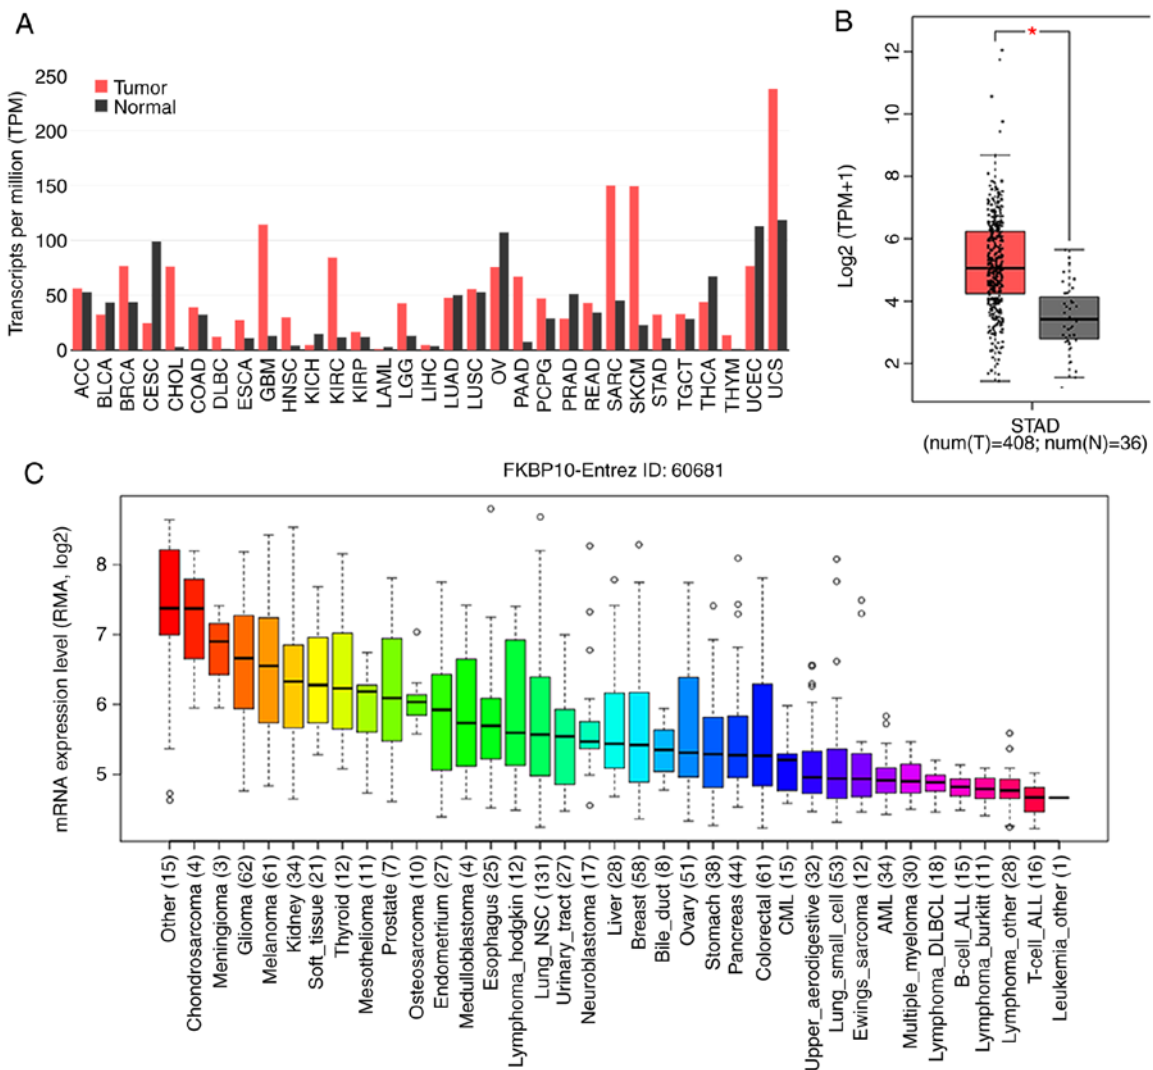 A
Transcripts per million (TPM)
250
200
150
100
50
0
Tumor
Normal
ACC
BLCA
BRCA
CESC
CHOL
COAD
DLBC
ESCA
GBM
HNSC
KICH
KIRC
KIRP
LAML
LGG
LIHC
LUAD
LUSC
OV
PAAD
PCPG
PRAD
READ
SARC
SKCM
STAD
TGCT
THCA
THYM
UCEC
UCS
B
*
Log2 (TPM+1)
12
10
8
6
4
2
STAD
(num(T)=408; num(N)=36)
C
FKBP10-Entrez ID: 60681
mRNA expression level (RMA, log2)
8
7
6
5
Other (15)
Chondrosarcoma (4)
Meningioma (3)
Glioma (62)
Melanoma (61)
Kidney (34)
Soft_tissue (21)
Thyroid (12)
Mesothelioma (11)
Prostate (7)
Osteosarcoma (10)
Endometrium (27)
Medulloblastoma (4)
Esophagus (25)
Lymphoma_hodgkin (12)
Lung_NSC (131)
Urinary_tract (27)
Neuroblastoma (17)
Liver (28)
Breast (58)
Bile_duct (8)
Ovary (51)
Stomach (38)
Pancreas (44)
Colorectal (61)
CML (15)
Upper_aerodigestive (32)
Lung_small_cell (53)
Ewings_sarcoma (12)
AML (34)
Multiple_myeloma (30)
Lymphoma_DLBCL (18)
B-cell_ALL (15)
Lymphoma_burkitt (11)
Lymphoma_other (28)
T-cell_ALL (16)
Leukemia_other (1)